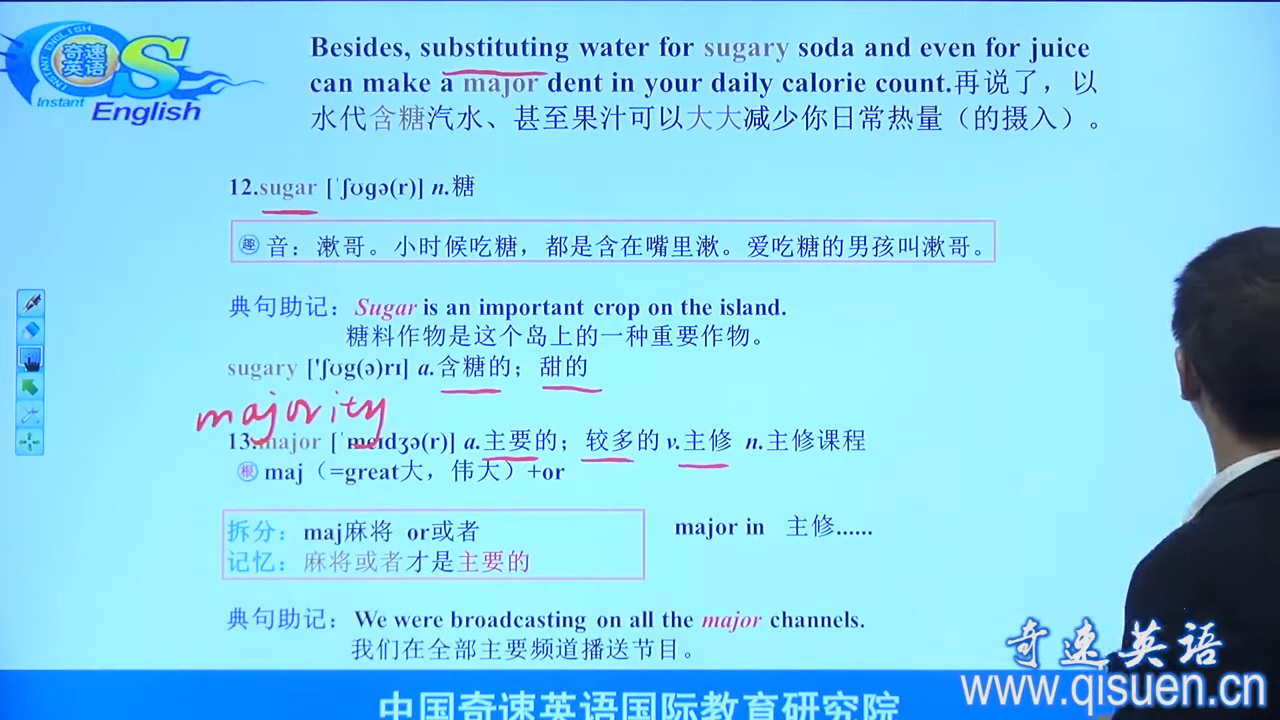 INSTANT ENGLISH
奇速
英语
S
Instant
English
Besides, substituting water for sugary soda and even for juice
can make a major dent in your daily calorie count.再说了，以
水代含糖汽水、甚至果汁可以大大减少你日常热量（的摄入）。
12.sugar [ˈʃʊɡə(r)] n.糖
趣 音：漱哥。小时候吃糖，都是含在嘴里漱。爱吃糖的男孩叫漱哥。
典句助记：Sugar is an important crop on the island.
糖料作物是这个岛上的一种重要作物。
sugary ['ʃʊg(ə)rɪ] a.含糖的；甜的
majority
13.major [ˈmeɪdʒə(r)] a.主要的；较多的 v.主修 n.主修课程
根 maj（=great大，伟大）+or
拆分：maj麻将 or或者
记忆：麻将或者才是主要的
major in 主修......
典句助记：We were broadcasting on all the major channels.
我们在全部主要频道播送节目。
奇速英语
www.qisuen.cn
中国奇速英语国际教育研究院